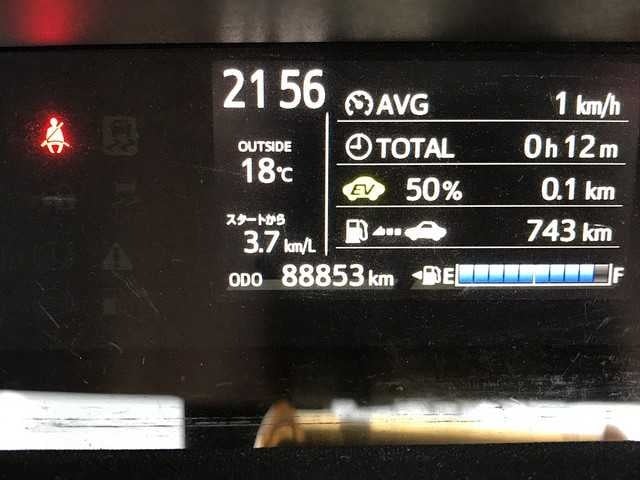 21 56
AVG 1 km/h
OUTSIDE
18℃
TOTAL 0h 12m
EV 50% 0.1 km
スタートから
3.7 km/L
743 km
ODO 88853 km
E F